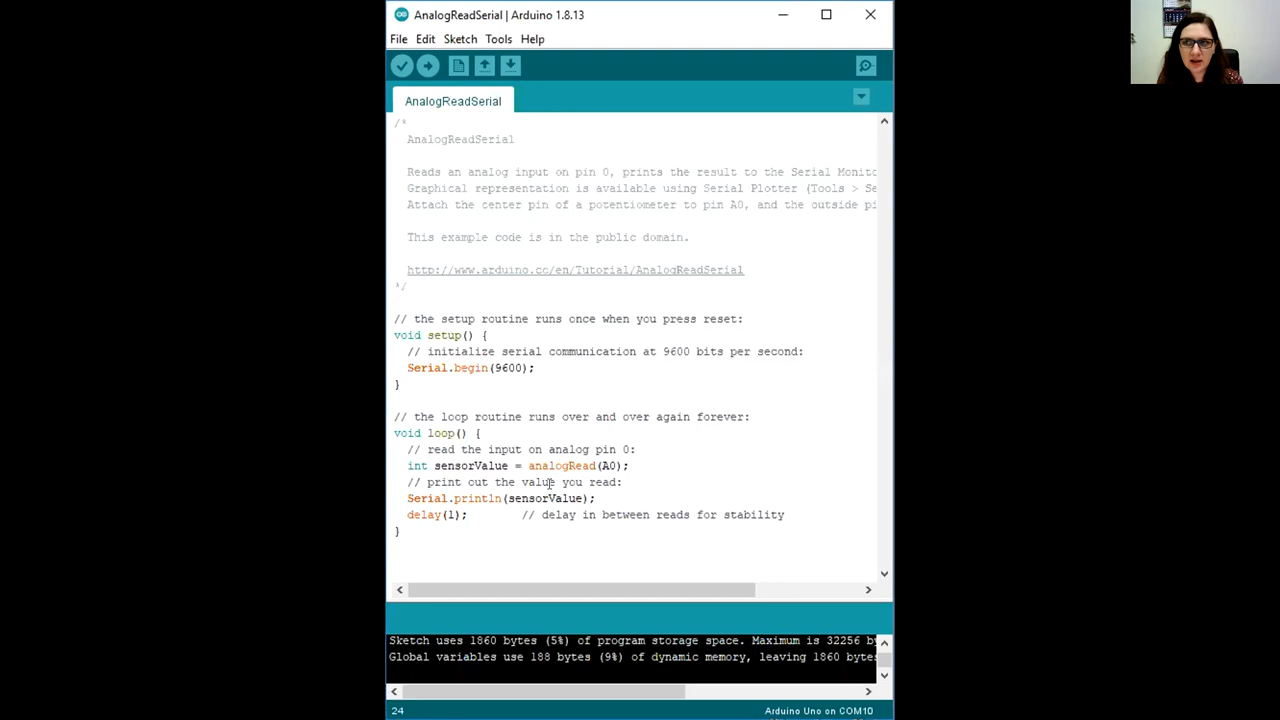 AnalogReadSerial | Arduino 1.8.13
File Edit Sketch Tools Help
AnalogReadSerial
/*
AnalogReadSerial
Reads an analog input on pin 0, prints the result to the Serial Monito
Graphical representation is available using Serial Plotter (Tools > Se
Attach the center pin of a potentiometer to pin A0, and the outside pi
This example code is in the public domain.
http://www.arduino.cc/en/Tutorial/AnalogReadSerial
*/
// the setup routine runs once when you press reset:
void setup() {
// initialize serial communication at 9600 bits per second:
Serial.begin(9600);
}
// the loop routine runs over and over again forever:
void loop() {
// read the input on analog pin 0:
int sensorValue = analogRead(A0);
// print out the value you read:
Serial.println(sensorValue);
delay(1);        // delay in between reads for stability
}
Sketch uses 1860 bytes (5%) of program storage space. Maximum is 32256 b
Global variables use 188 bytes (9%) of dynamic memory, leaving 1860 bytes
24 Arduino Uno on COM10